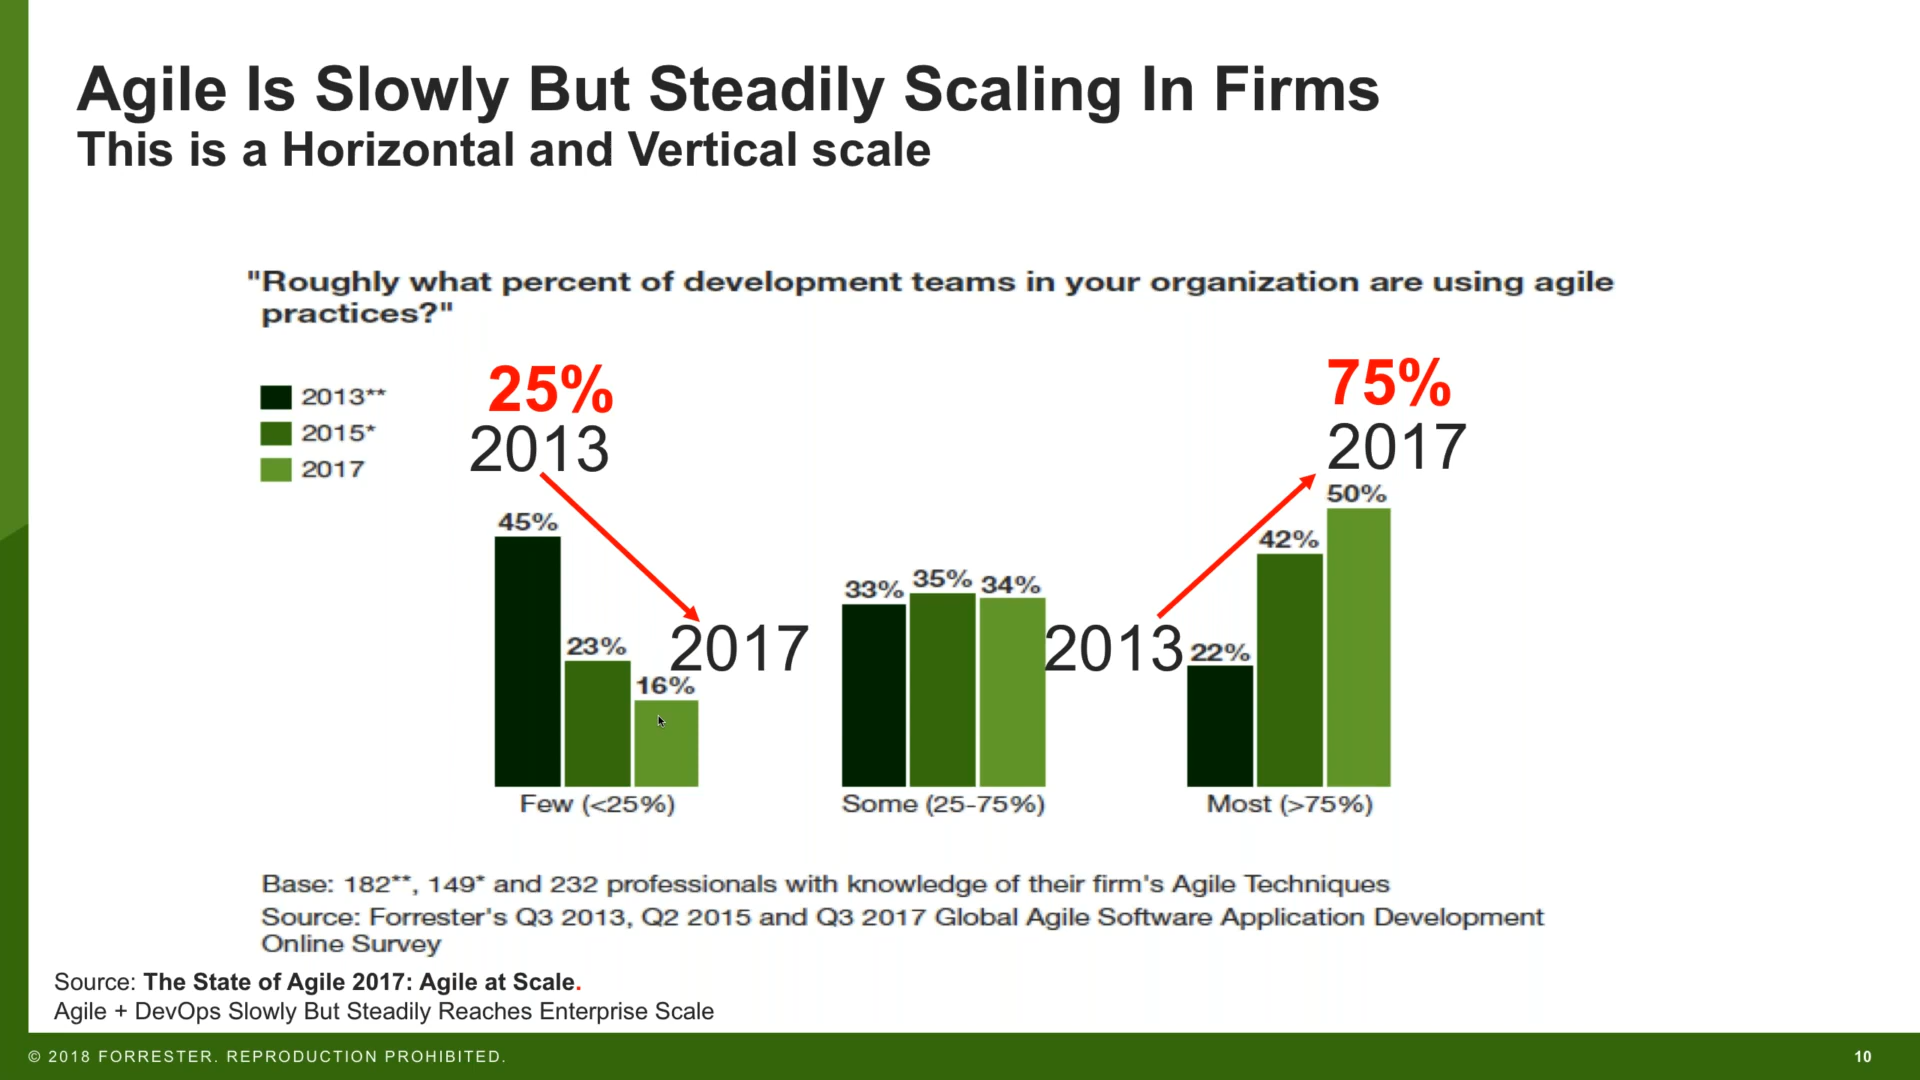 Agile Is Slowly But Steadily Scaling In Firms
This is a Horizontal and Vertical scale
"Roughly what percent of development teams in your organization are using agile
practices?"
2013**
2015*
2017
25%
2013
75%
2017
45%
23%
16%
2017
33%
35%
34%
2013
22%
42%
50%
Few (<25%)
Some (25-75%)
Most (>75%)
Base: 182**, 149* and 232 professionals with knowledge of their firm's Agile Techniques
Source: Forrester's Q3 2013, Q2 2015 and Q3 2017 Global Agile Software Application Development
Online Survey
Source: The State of Agile 2017: Agile at Scale.
Agile + DevOps Slowly But Steadily Reaches Enterprise Scale
© 2018 FORRESTER. REPRODUCTION PROHIBITED.
10